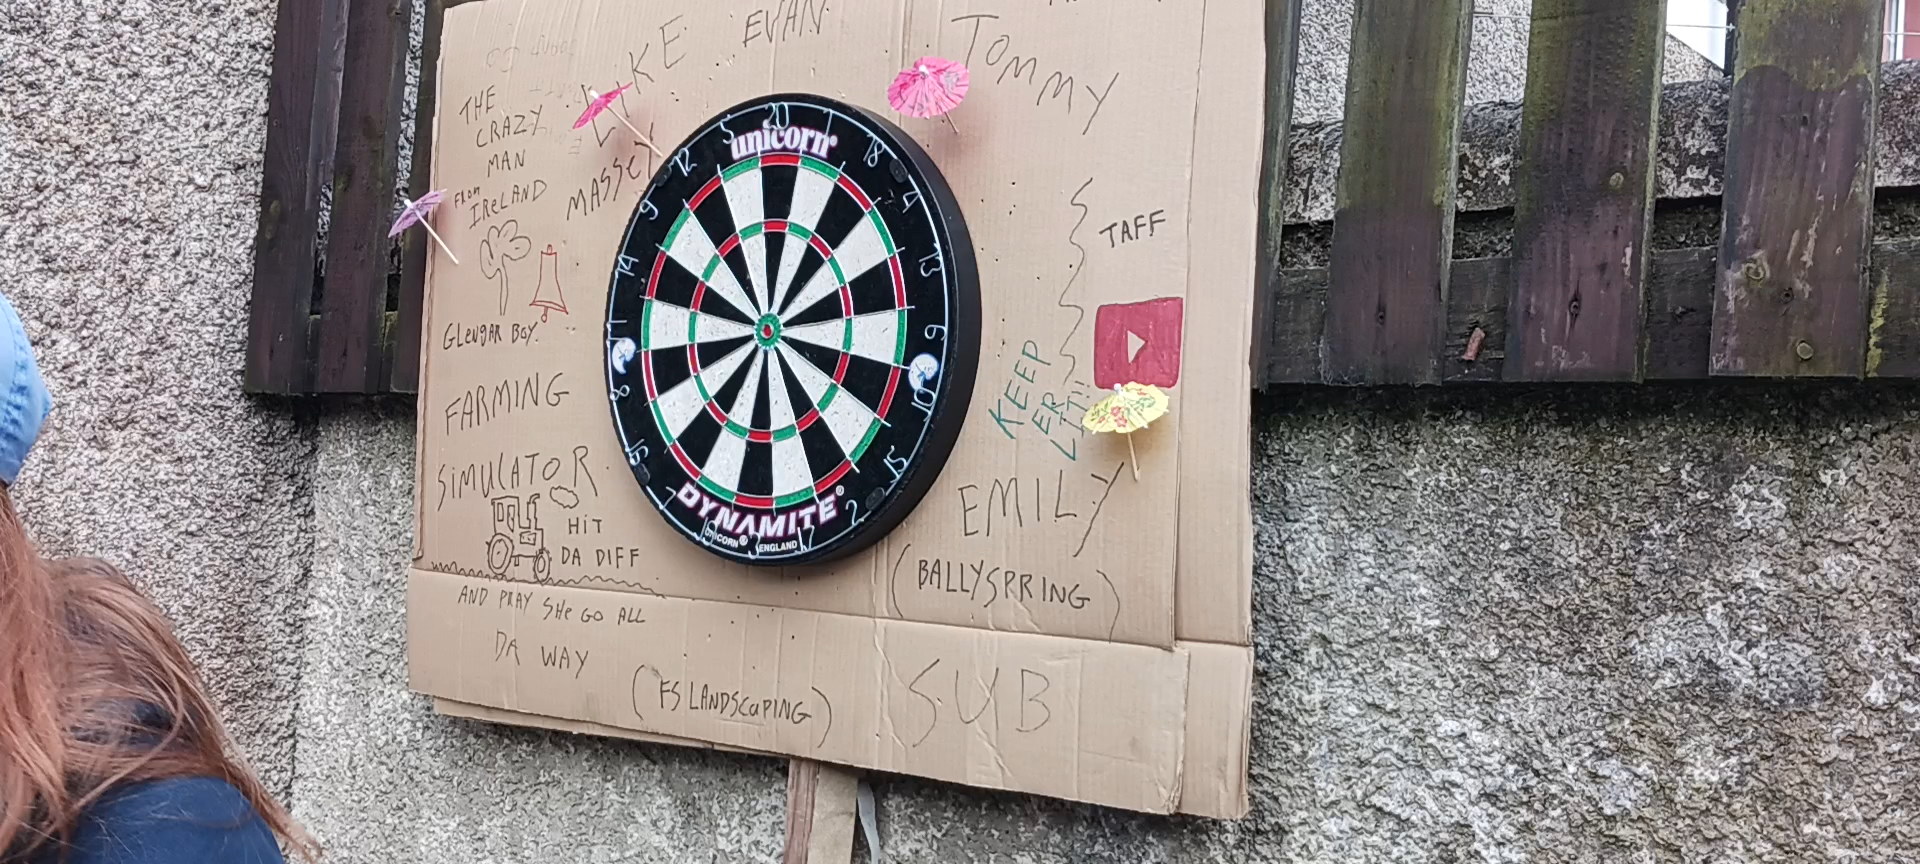 EVAN
TOMMY
THE
CRAZY
MAN
FROM
IRELAND
MASSEY
GLENGAR BOY.
FARMING
SIMULATOR
HIT
DA DIFF
AND PRAY SHE GO ALL
DA WAY
(FS LANDSCAPING)
unicorn®
20
1
18
4
13
6
10
15
2
17
3
19
7
16
8
11
14
9
12
5
DYNAMITE®
UNICORN® ENGLAND
TAFF
KEEP
ER
LIT!!
EMILY
(BALLYSPRING)
SUB